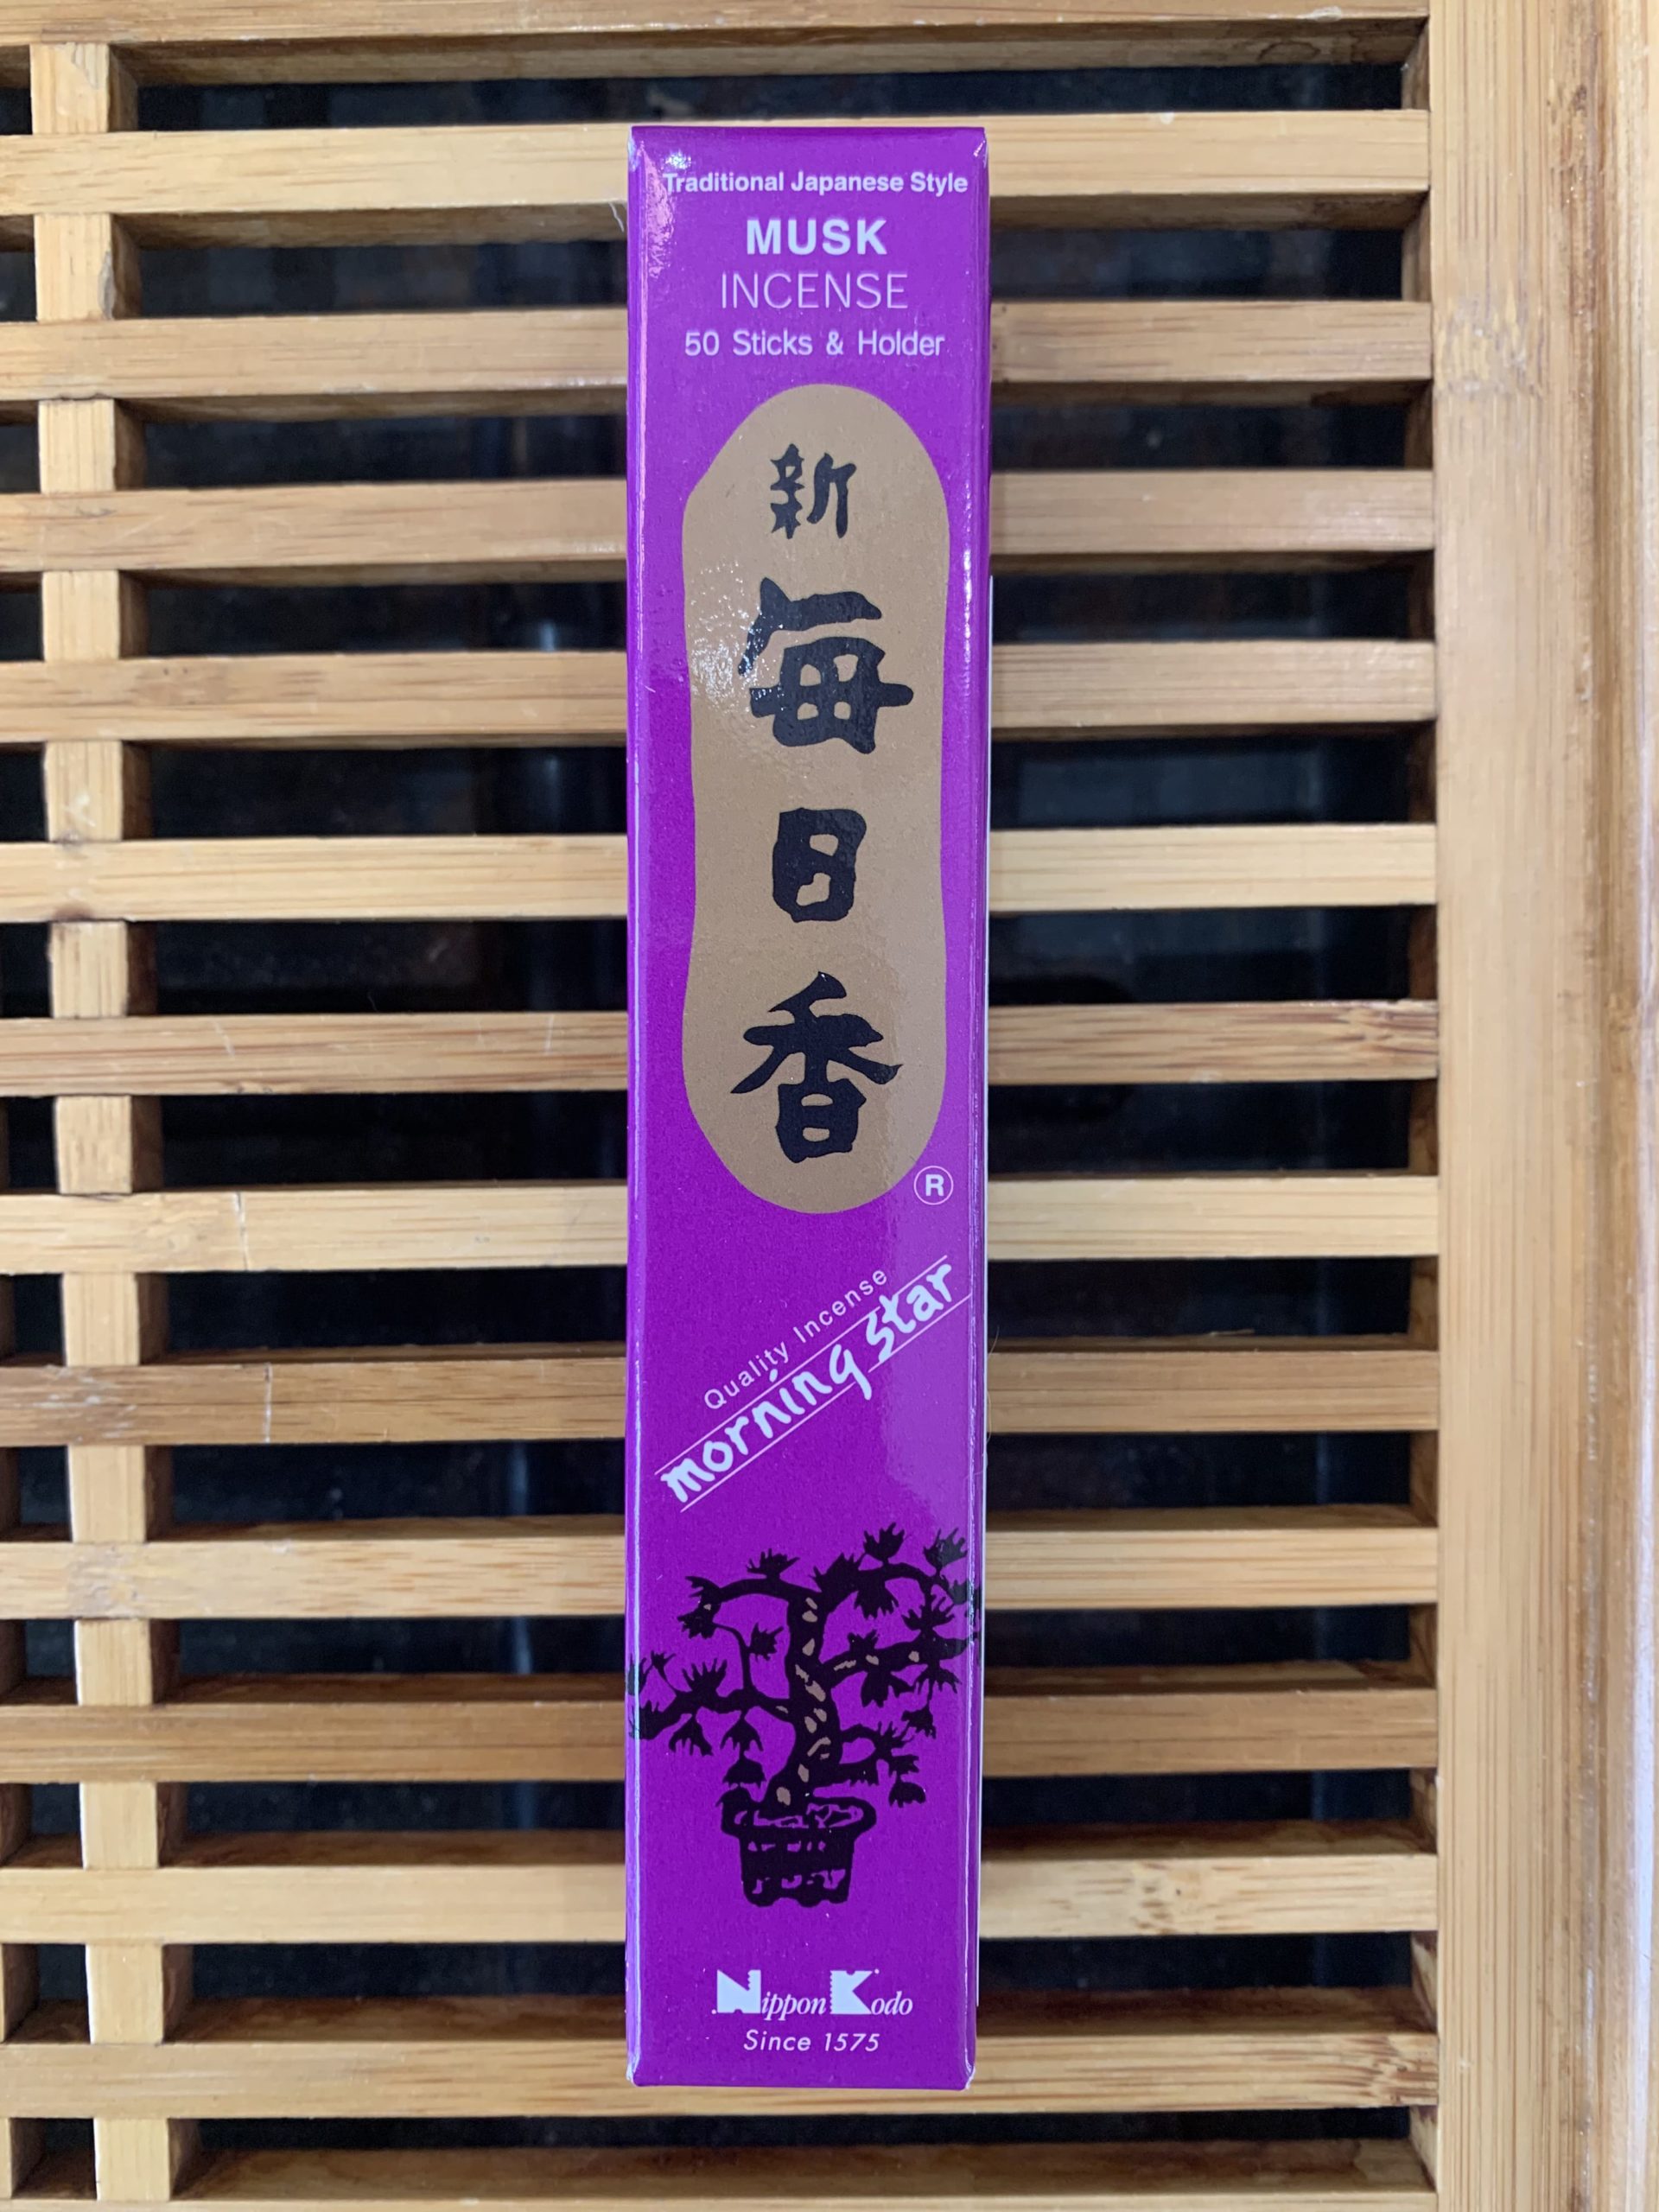 Traditional Japanese Style
MUSK
INCENSE
50 Sticks & Holder
新
毎日香
®
Quality Incense
morning star
Nippon Kodo
Since 1575